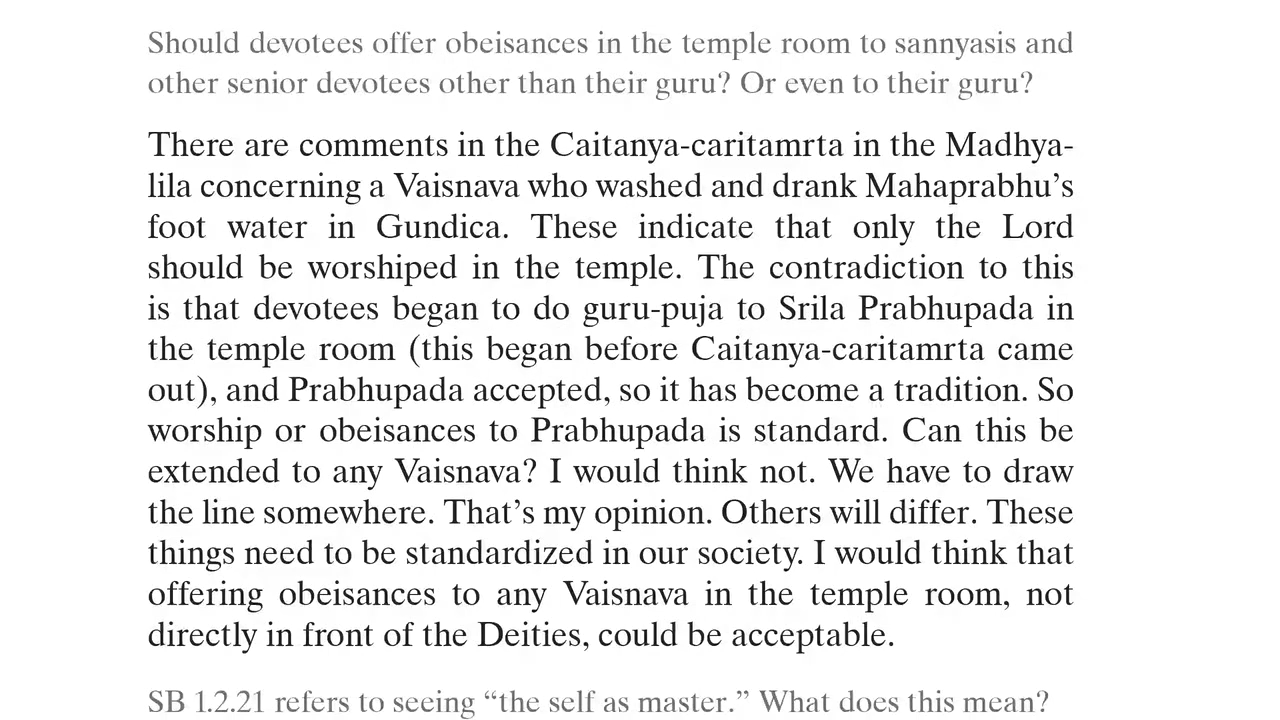 Should devotees offer obeisances in the temple room to sannyasis and
other senior devotees other than their guru? Or even to their guru?
There are comments in the Caitanya-caritamrta in the Madhya-
lila concerning a Vaisnava who washed and drank Mahaprabhu’s
foot water in Gundica. These indicate that only the Lord
should be worshiped in the temple. The contradiction to this
is that devotees began to do guru-puja to Srila Prabhupada in
the temple room (this began before Caitanya-caritamrta came
out), and Prabhupada accepted, so it has become a tradition. So
worship or obeisances to Prabhupada is standard. Can this be
extended to any Vaisnava? I would think not. We have to draw
the line somewhere. That’s my opinion. Others will differ. These
things need to be standardized in our society. I would think that
offering obeisances to any Vaisnava in the temple room, not
directly in front of the Deities, could be acceptable.
SB 1.2.21 refers to seeing “the self as master.” What does this mean?